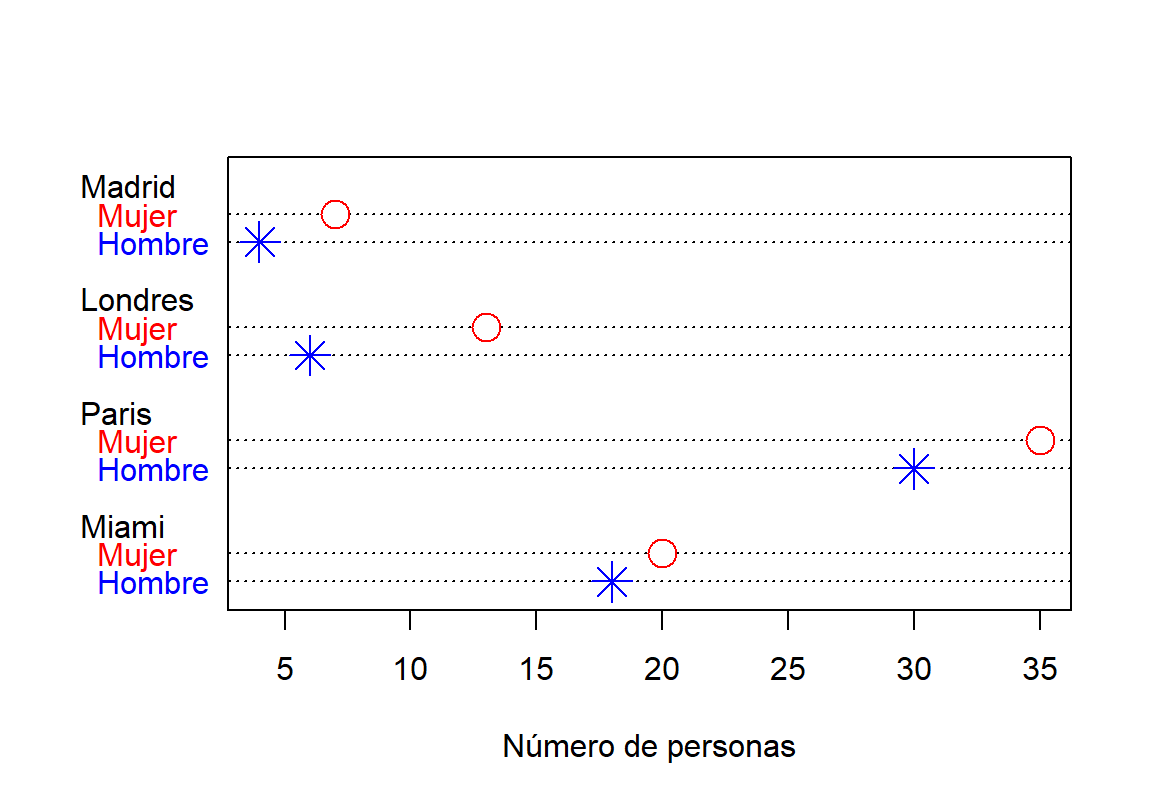 Madrid
Mujer
Hombre
Londres
Mujer
Hombre
Paris
Mujer
Hombre
Miami
Mujer
Hombre
5 10 15 20 25 30 35
Número de personas